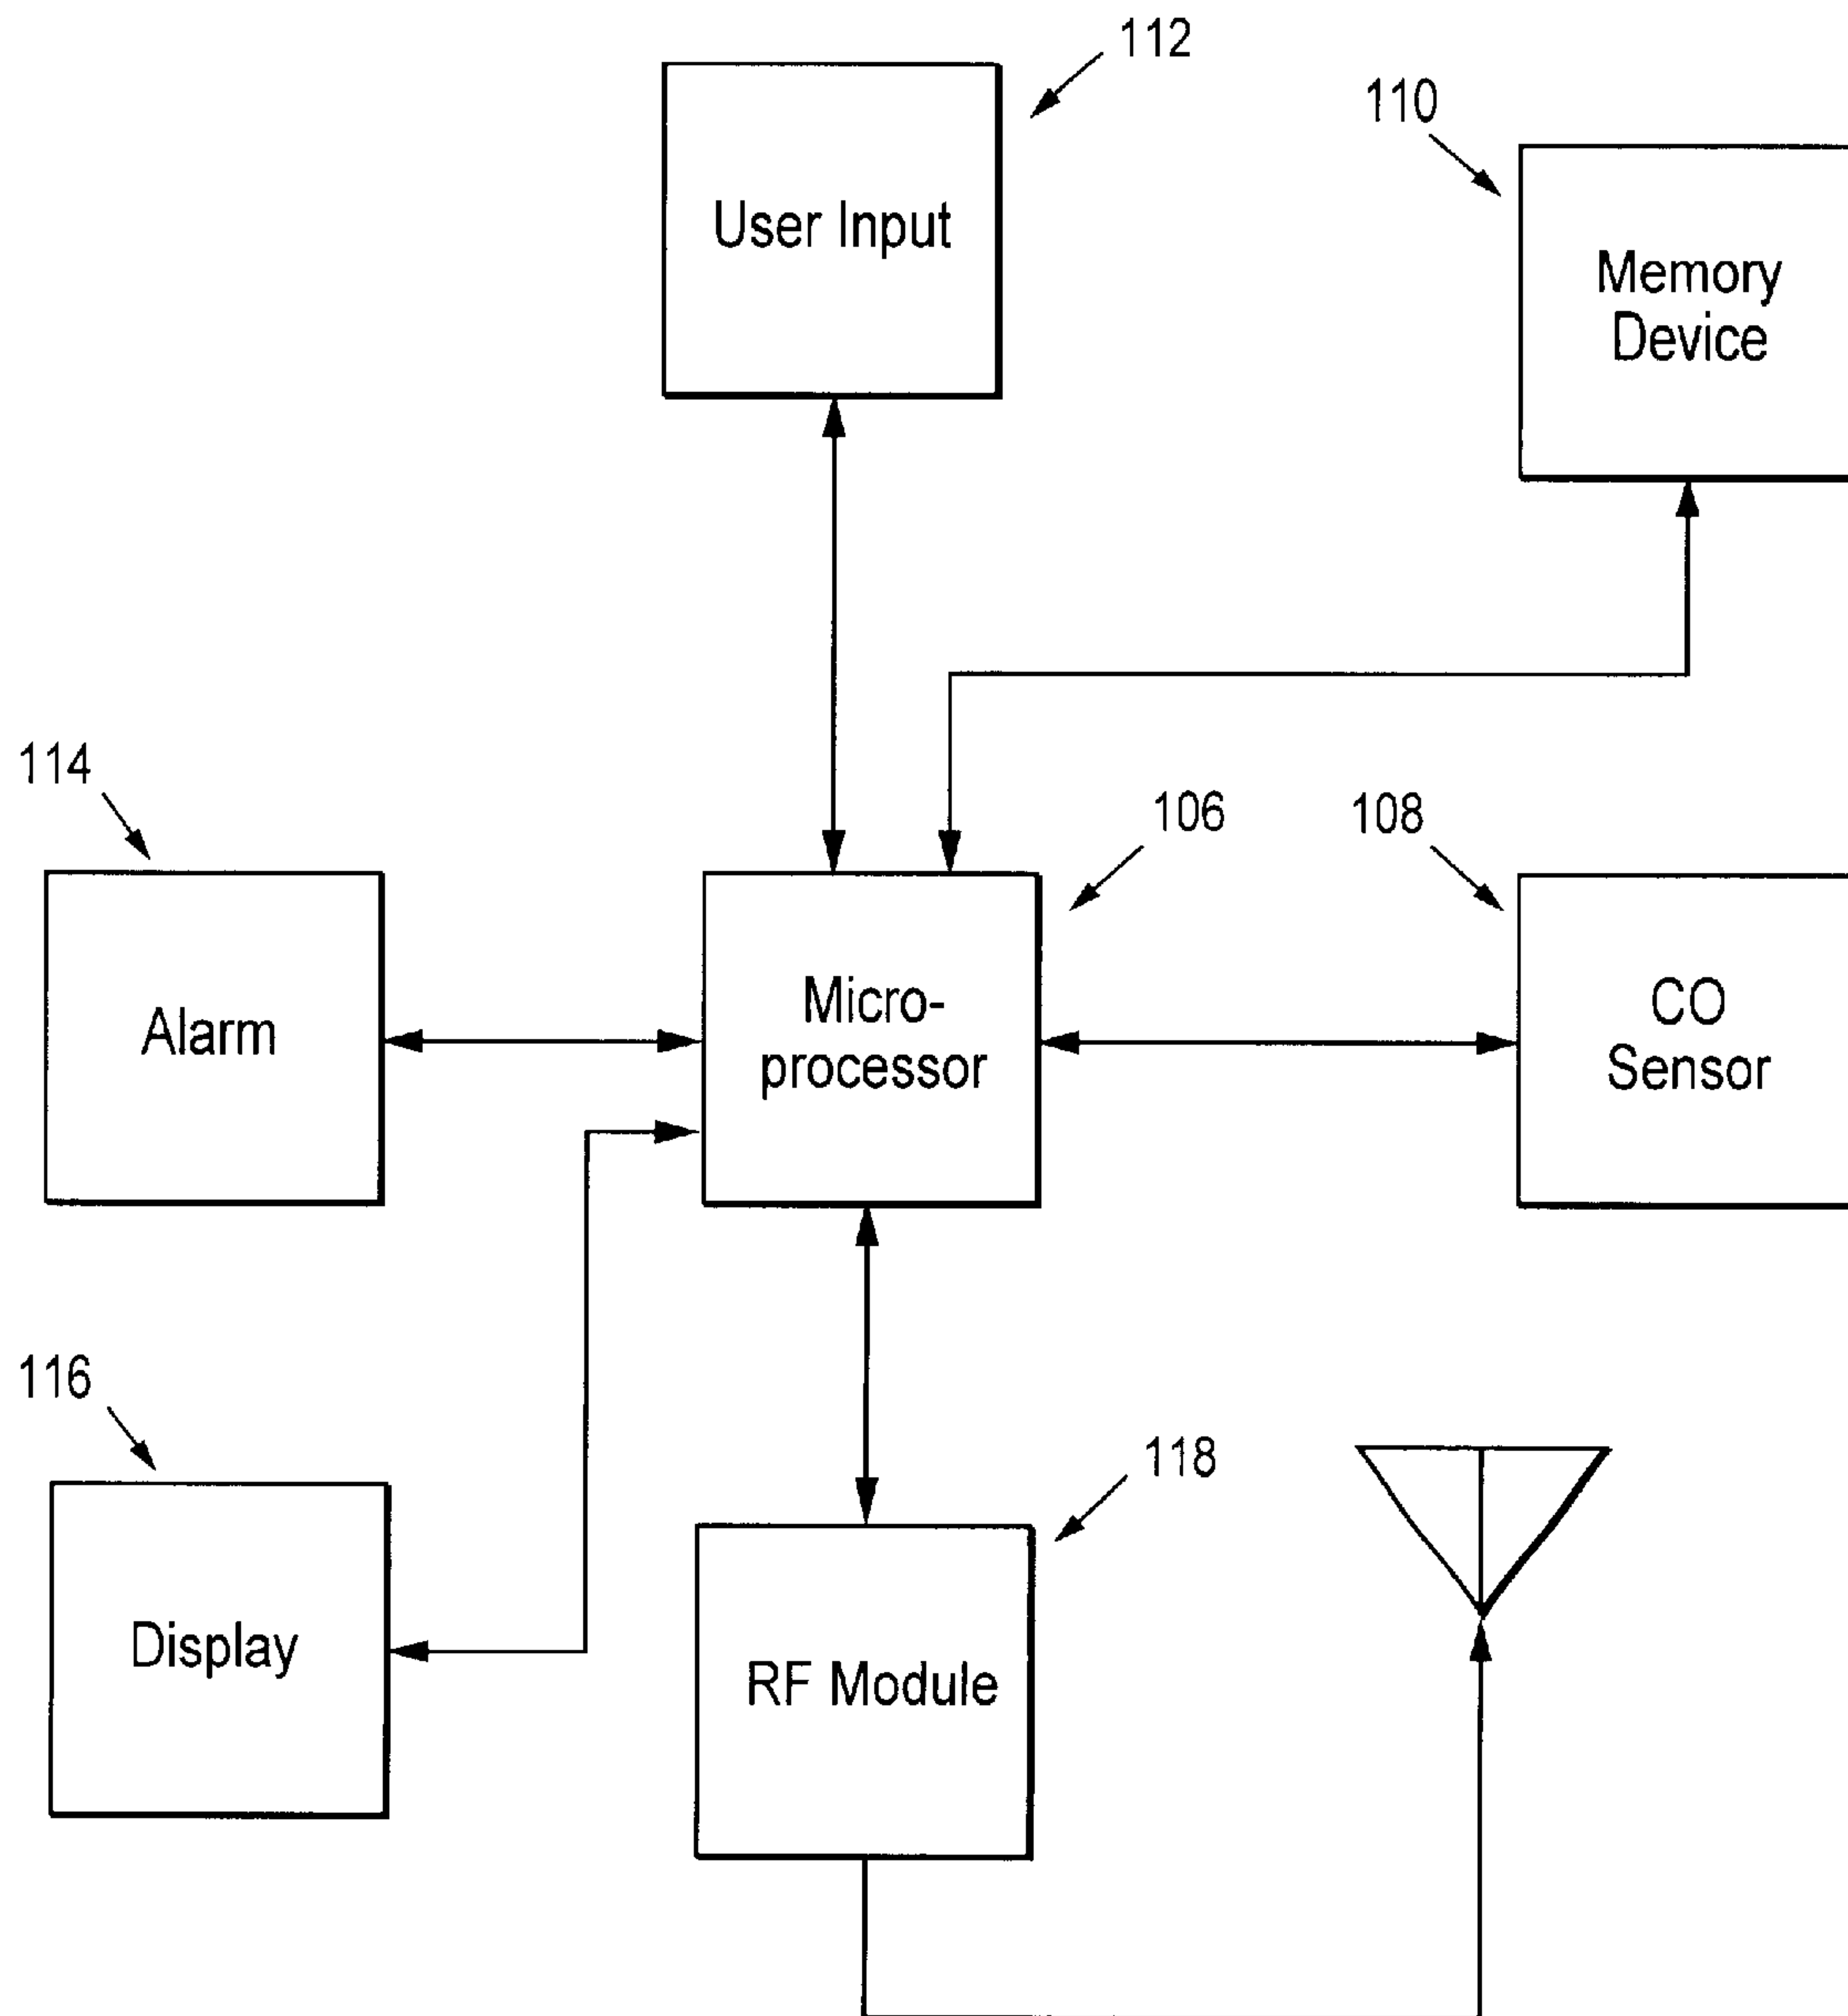 112
User Input
110
Memory
Device
114
Alarm
106
Micro-
processor
108
CO
Sensor
116
Display
118
RF Module